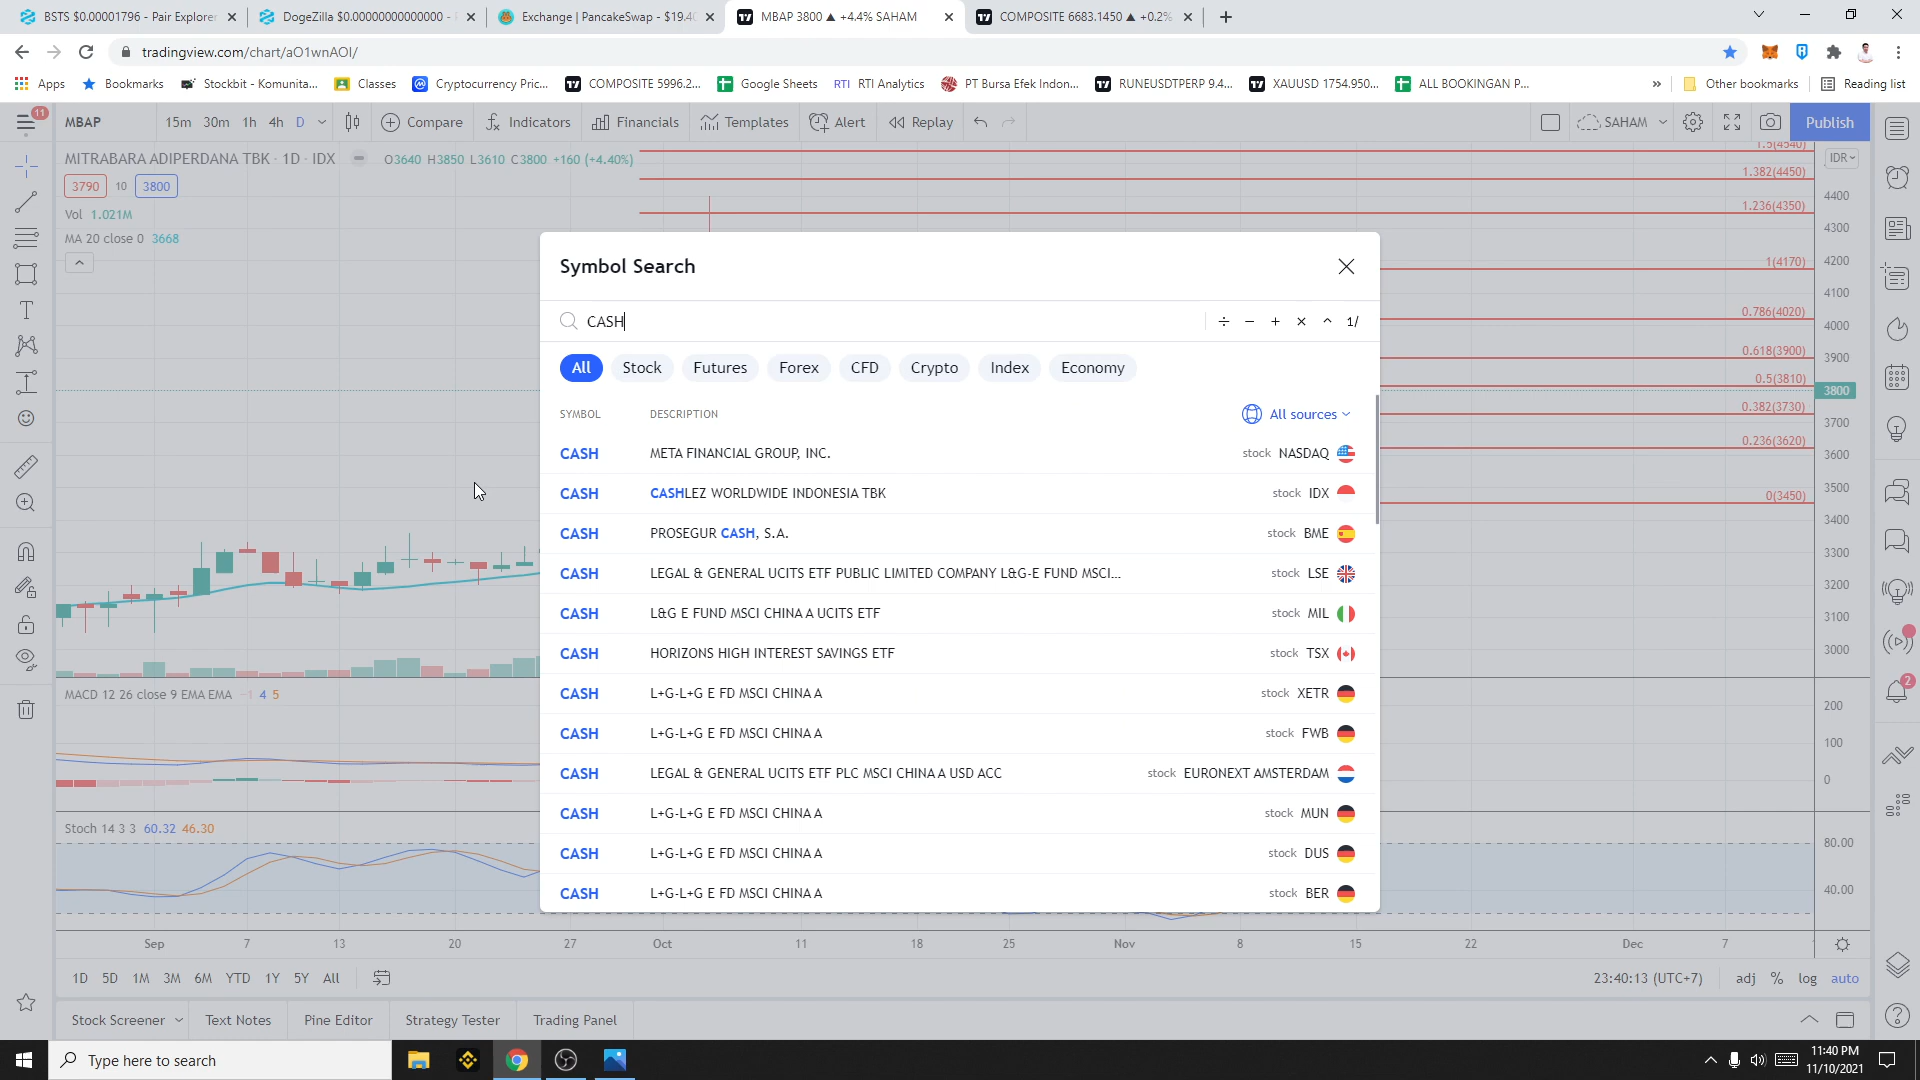 BSTS $0.00001796 - Pair Explorer
DogeZilla $0.00000000000000 -
Exchange | PancakeSwap - $19.4
MBAP 3800 ▲ +4.4% SAHAM
COMPOSITE 6683.1450 ▲ +0.2%
tradingview.com/chart/aO1wnAOI/
Apps
Bookmarks
Stockbit - Komunita...
Classes
Cryptocurrency Pric...
COMPOSITE 5996.2...
Google Sheets
RTI RTI Analytics
PT Bursa Efek Indon...
RUNEUSDTPERP 9.4...
XAUUSD 1754.950...
ALL BOOKINGAN P...
»
Other bookmarks
Reading list
11
MBAP
15m 30m 1h 4h D
Compare
Indicators
Financials
Templates
Alert
Replay
SAHAM
Publish
MITRABARA ADIPERDANA TBK · 1D · IDX
O3640 H3850 L3610 C3800 +160 (+4.40%)
1.5(4540)
IDR
3790 10 3800
1.382(4450)
4400
Vol 1.021M
1.236(4350)
4300
MA 20 close 0 3668
4200
1(4170)
4100
0.786(4020)
4000
0.618(3900)
3900
0.5(3810)
3800
0.382(3730)
3700
0.236(3620)
3600
3500
0(3450)
3400
3300
3200
3100
3000
Symbol Search
CASH
÷ − + × ^ 1/
All Stock Futures Forex CFD Crypto Index Economy
SYMBOL DESCRIPTION All sources
CASH META FINANCIAL GROUP, INC. stock NASDAQ
CASH CASHLEZ WORLDWIDE INDONESIA TBK stock IDX
CASH PROSEGUR CASH, S.A. stock BME
CASH LEGAL & GENERAL UCITS ETF PUBLIC LIMITED COMPANY L&G-E FUND MSCI... stock LSE
CASH L&G E FUND MSCI CHINA A UCITS ETF stock MIL
CASH HORIZONS HIGH INTEREST SAVINGS ETF stock TSX
CASH L+G-L+G E FD MSCI CHINA A stock XETR
CASH L+G-L+G E FD MSCI CHINA A stock FWB
CASH LEGAL & GENERAL UCITS ETF PLC MSCI CHINA A USD ACC stock EURONEXT AMSTERDAM
CASH L+G-L+G E FD MSCI CHINA A stock MUN
CASH L+G-L+G E FD MSCI CHINA A stock DUS
CASH L+G-L+G E FD MSCI CHINA A stock BER
MACD 12 26 close 9 EMA EMA −1 4 5
200
100
0
2
Stoch 14 3 3 60.32 46.30
80.00
40.00
Sep 7 13 20 27 Oct 11 18 25 Nov 8 15 22 Dec 7
1D 5D 1M 3M 6M YTD 1Y 5Y All
23:40:13 (UTC+7) adj % log auto
Stock Screener Text Notes Pine Editor Strategy Tester Trading Panel
Type here to search
11:40 PM
11/10/2021